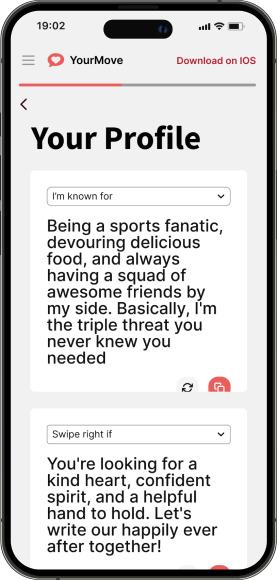 19:02
YourMove
Download on IOS
Your Profile
I'm known for
Being a sports fanatic,
devouring delicious
food, and always
having a squad of
awesome friends by
my side. Basically, I'm
the triple threat you
never knew you
needed
Swipe right if
You're looking for a
kind heart, confident
spirit, and a helpful
hand to hold. Let's
write our happily ever
after together!